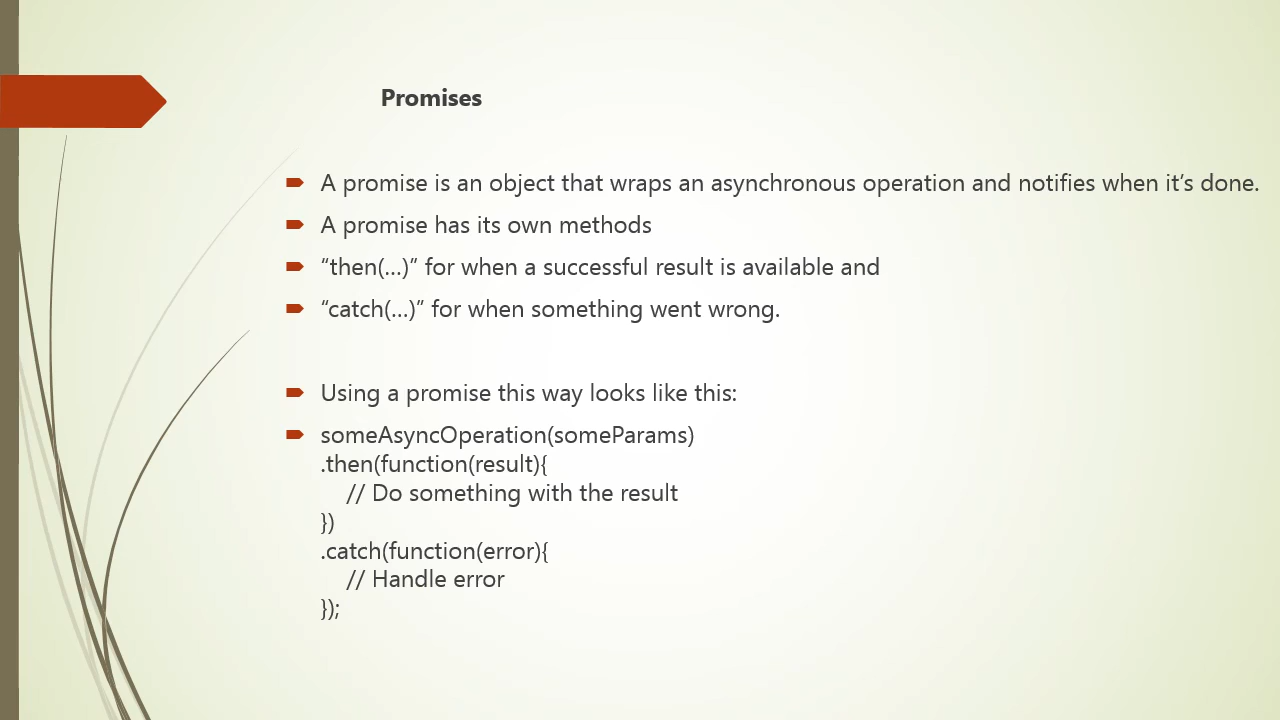 Promises
A promise is an object that wraps an asynchronous operation and notifies when it’s done.
A promise has its own methods
“then(…)” for when a successful result is available and
“catch(…)” for when something went wrong.
Using a promise this way looks like this:
someAsyncOperation(someParams)
.then(function(result){
    // Do something with the result
})
.catch(function(error){
    // Handle error
});